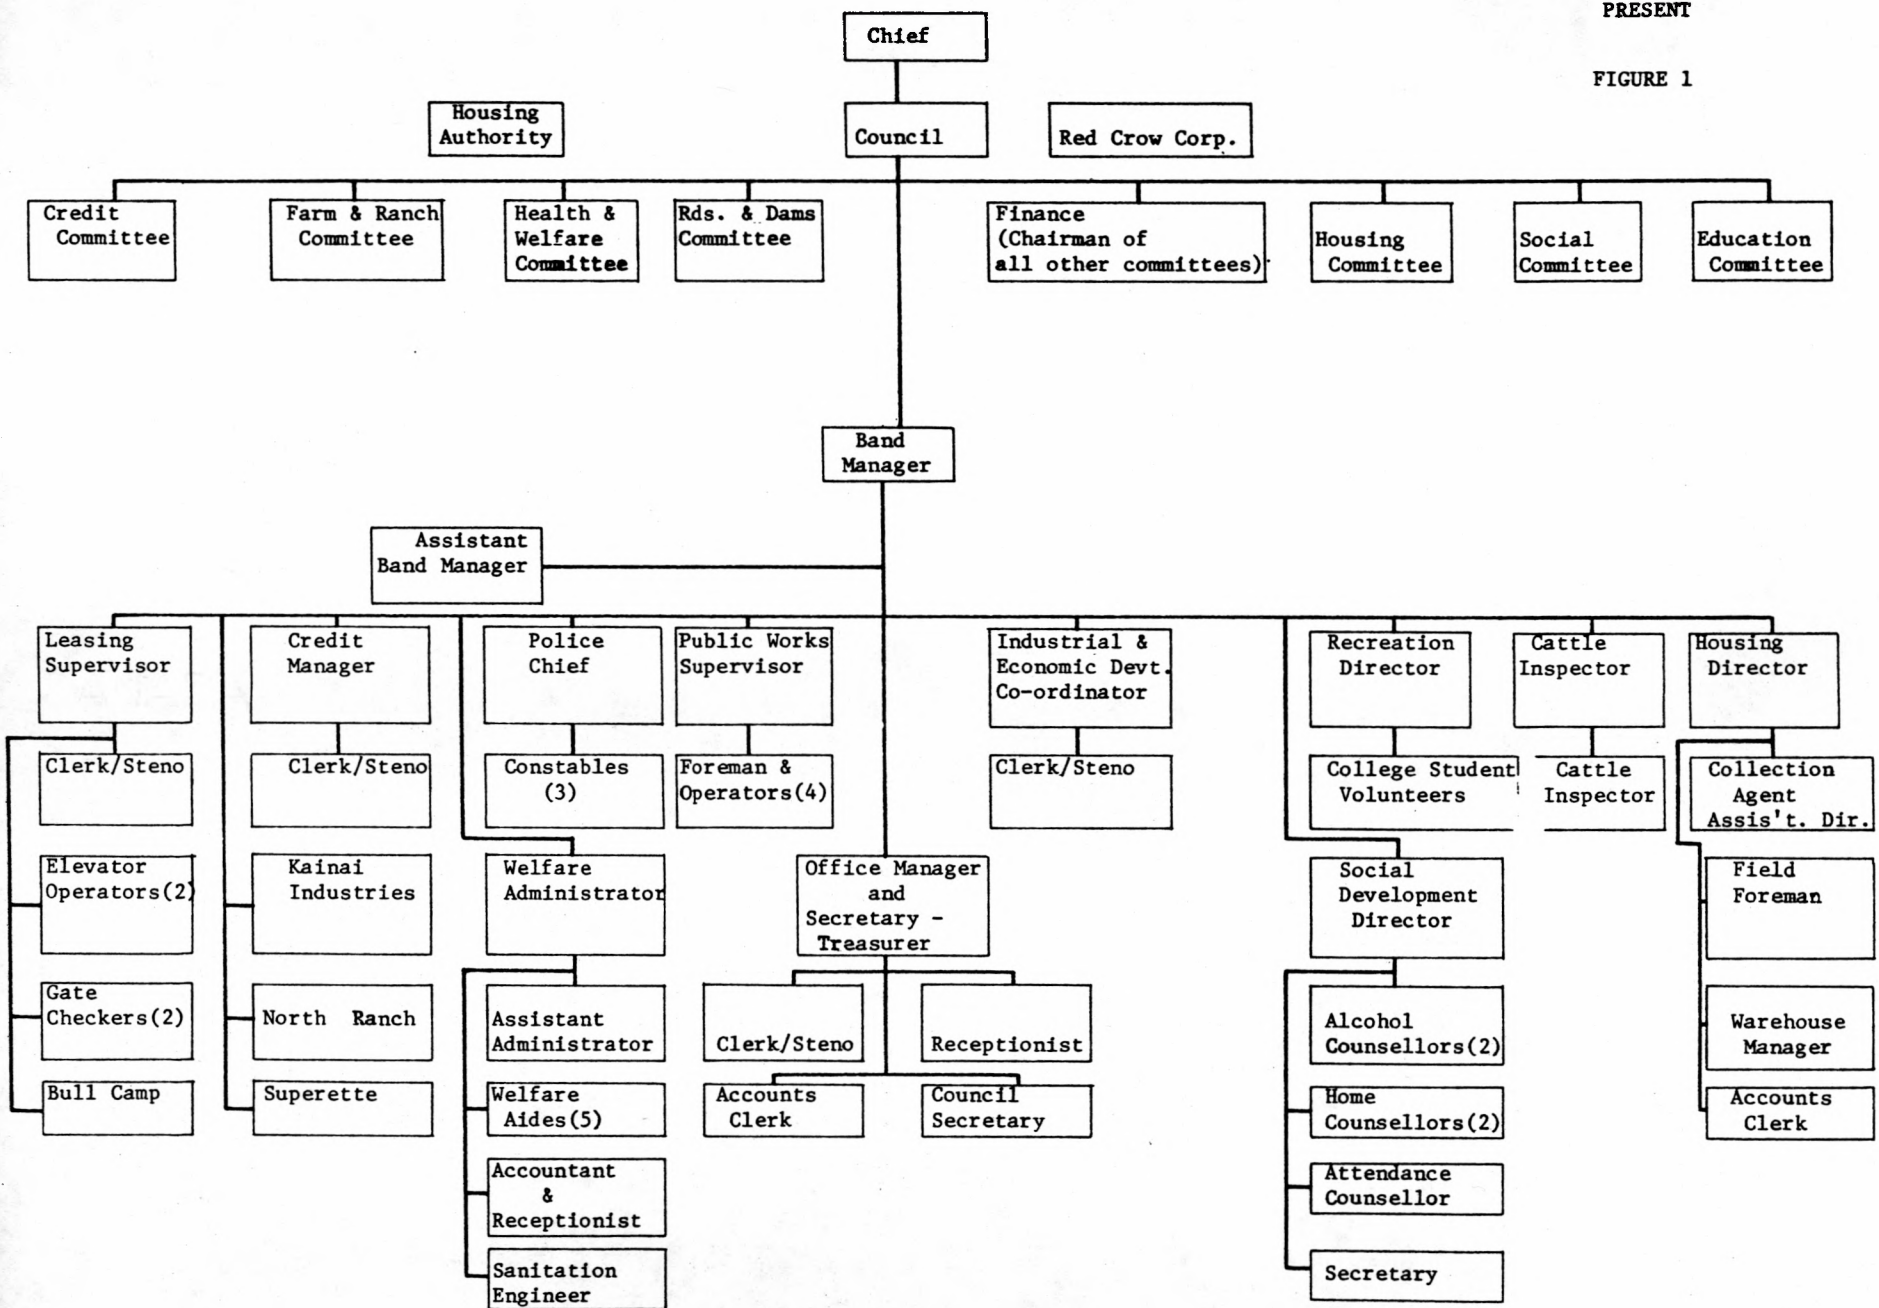 PRESENT
FIGURE 1
Chief
Housing
Authority
Council
Red Crow Corp.
Credit
Committee
Farm & Ranch
Committee
Health &
Welfare
Committee
Rds. & Dams
Committee
Finance
(Chairman of
all other committees)
Housing
Committee
Social
Committee
Education
Committee
Band
Manager
Assistant
Band Manager
Leasing
Supervisor
Credit
Manager
Police
Chief
Public Works
Supervisor
Industrial &
Economic Devt.
Co-ordinator
Recreation
Director
Cattle
Inspector
Housing
Director
Clerk/Steno
Clerk/Steno
Constables
(3)
Foreman &
Operators(4)
Clerk/Steno
College Student
Volunteers
Cattle
Inspector
Collection
Agent
Assis't. Dir.
Elevator
Operators(2)
Kainai
Industries
Welfare
Administrator
Office Manager
and
Secretary -
Treasurer
Social
Development
Director
Field
Foreman
Gate
Checkers(2)
North Ranch
Assistant
Administrator
Clerk/Steno
Receptionist
Alcohol
Counsellors(2)
Warehouse
Manager
Bull Camp
Superette
Welfare
Aides(5)
Accounts
Clerk
Council
Secretary
Home
Counsellors(2)
Accounts
Clerk
Accountant
&
Receptionist
Attendance
Counsellor
Sanitation
Engineer
Secretary